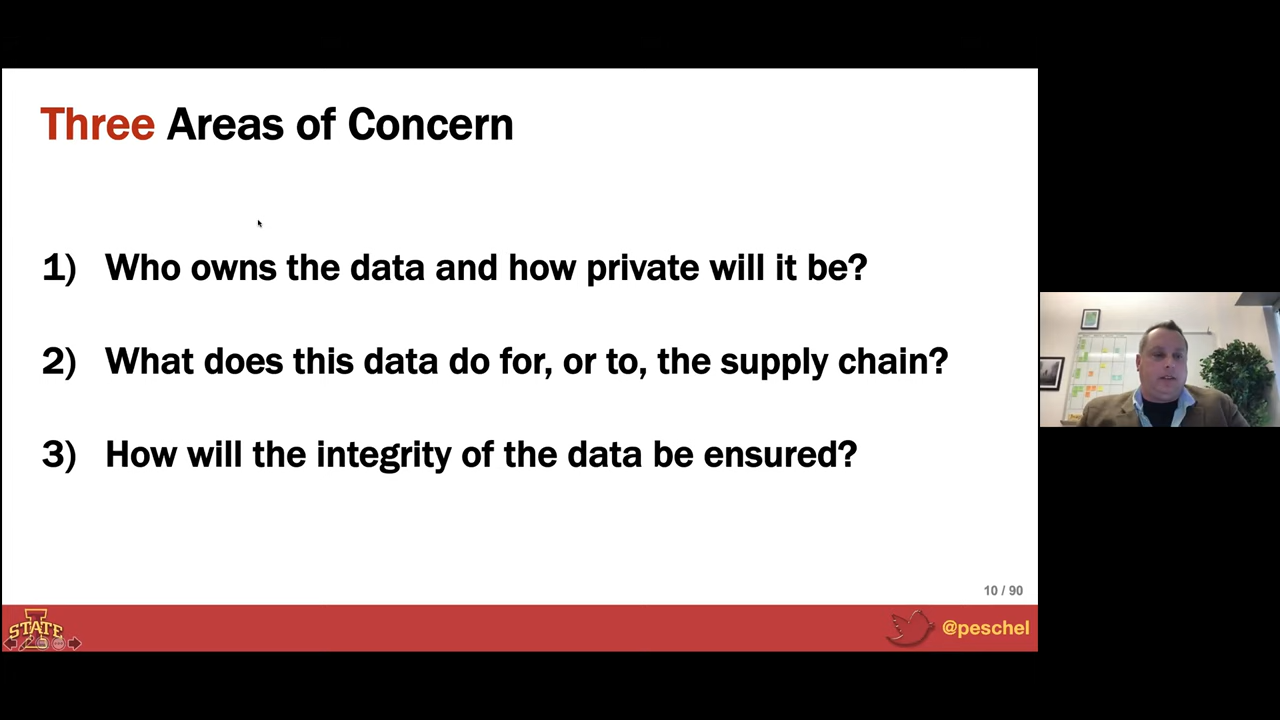 Three Areas of Concern
1) Who owns the data and how private will it be?
2) What does this data do for, or to, the supply chain?
3) How will the integrity of the data be ensured?
10 / 90
STATE
@peschel